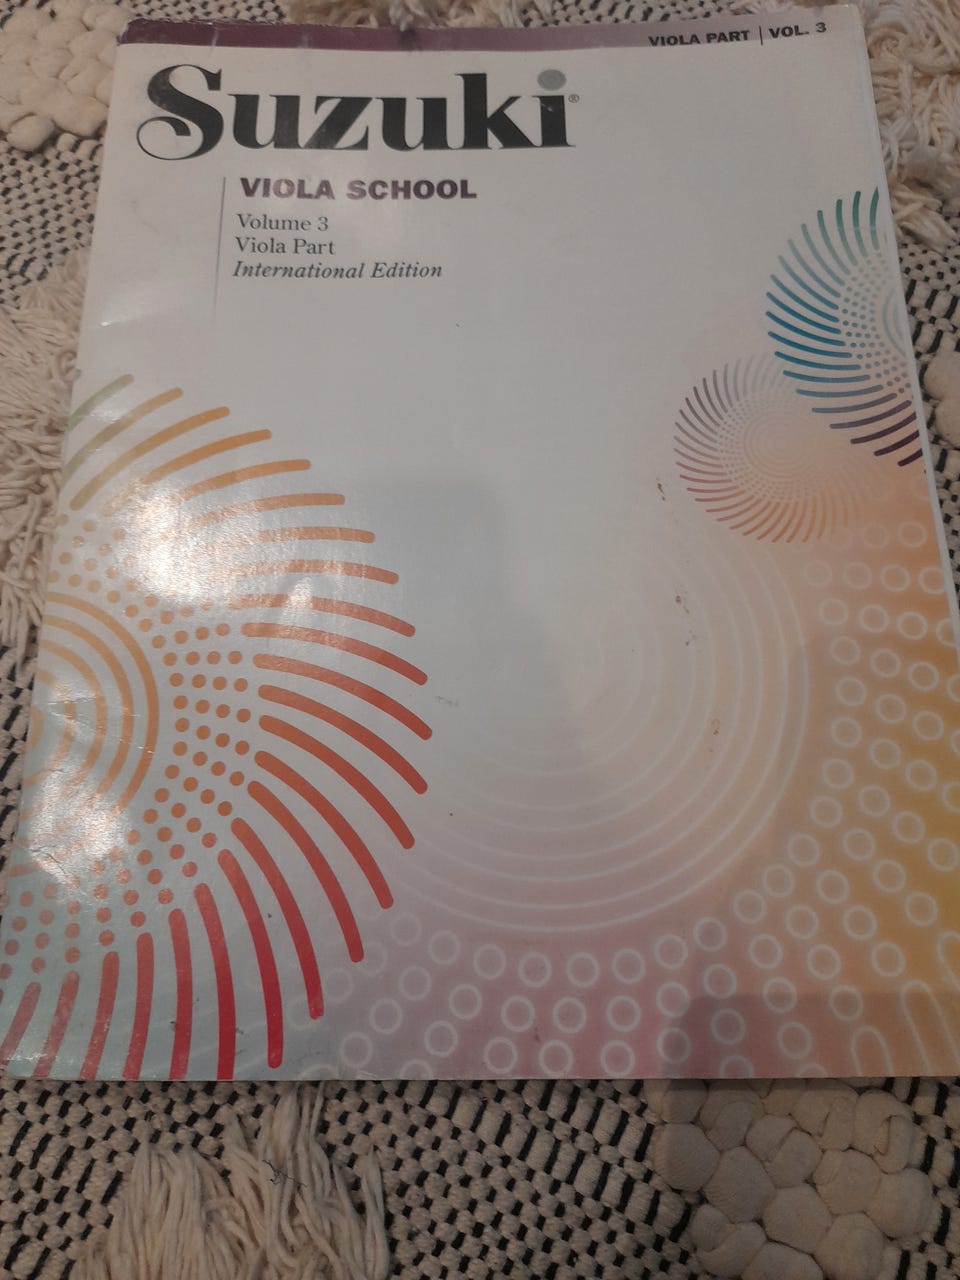 VIOLA PART | VOL. 3
Suzuki®
VIOLA SCHOOL
Volume 3
Viola Part
International Edition